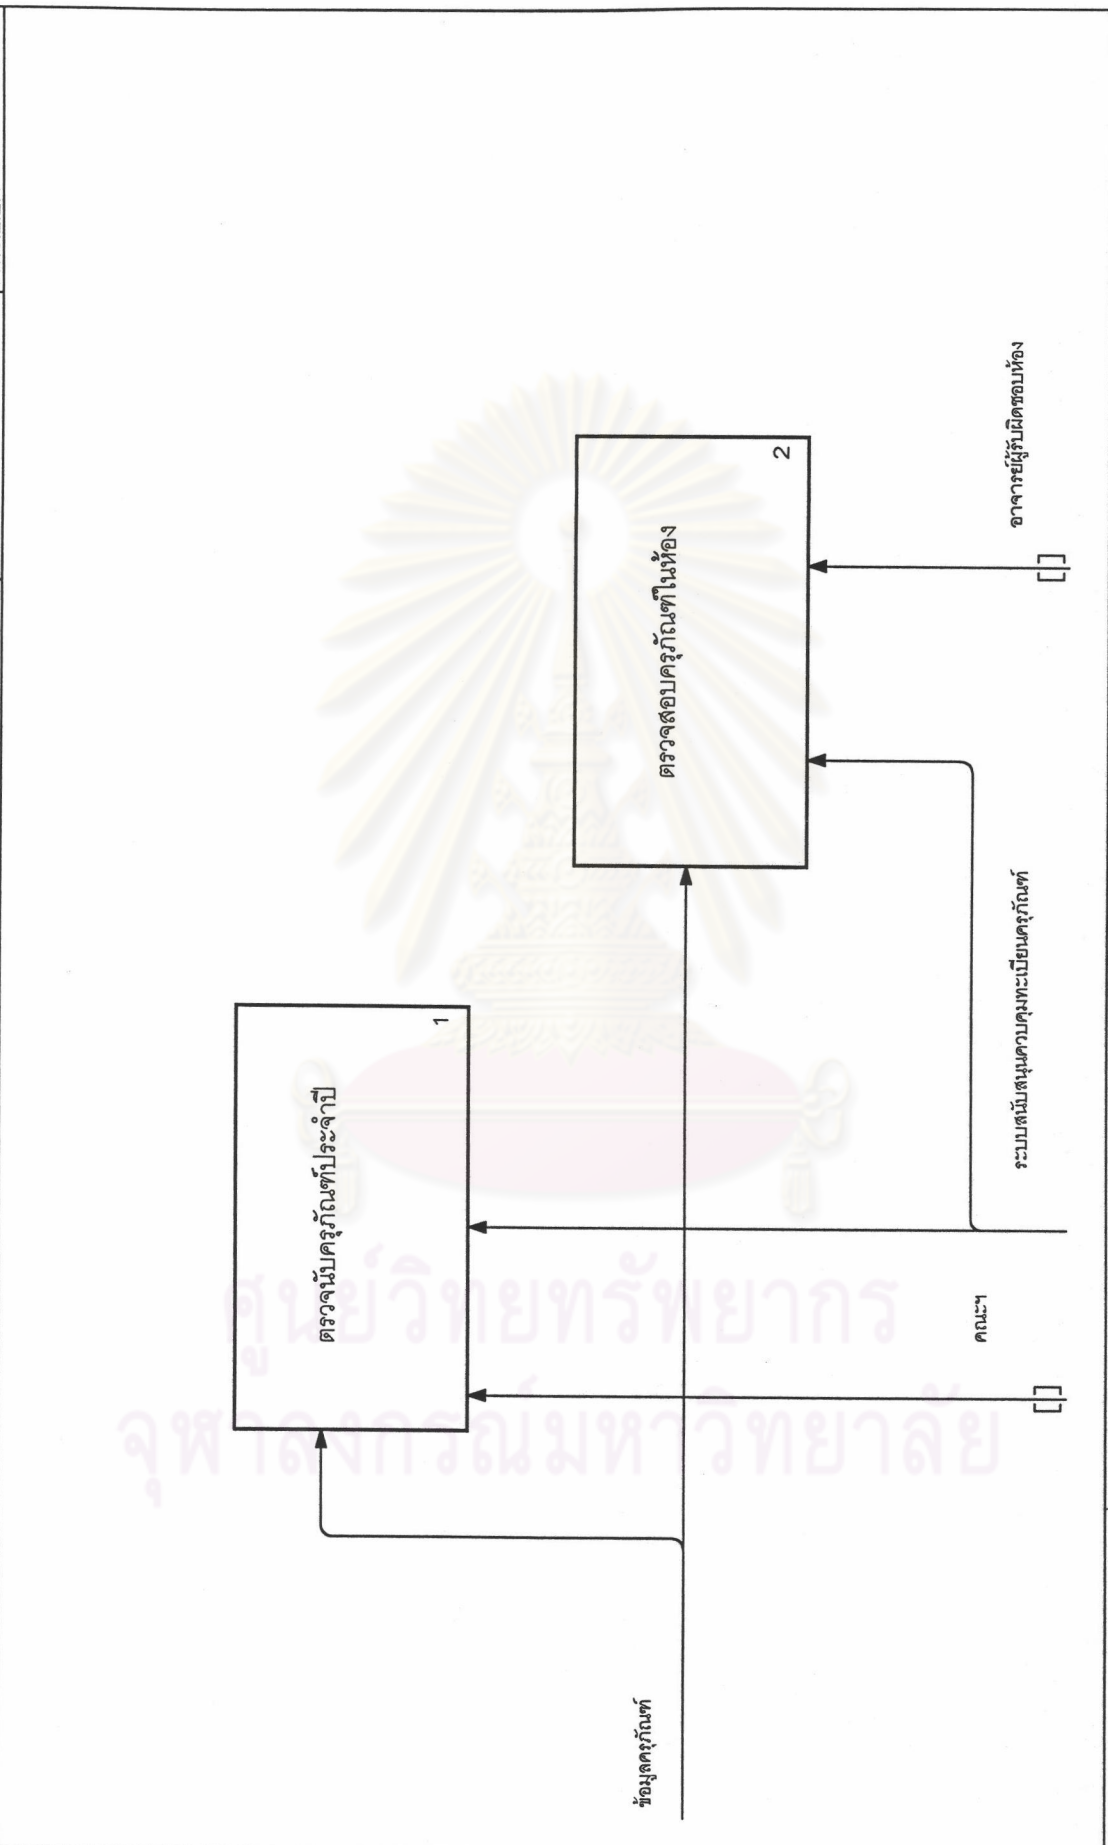 ตรวจนับครุภัณฑ์ประจำปี
1
ตรวจสอบครุภัณฑ์ในห้อง
2
ข้อมูลครุภัณฑ์
คณะฯ
ระบบสนับสนุนควบคุมทะเบียนครุภัณฑ์
อาจารย์ผู้รับผิดชอบห้อง
ศูนย์วิทยทรัพยากร
จุฬาลงกรณ์มหาวิทยาลัย